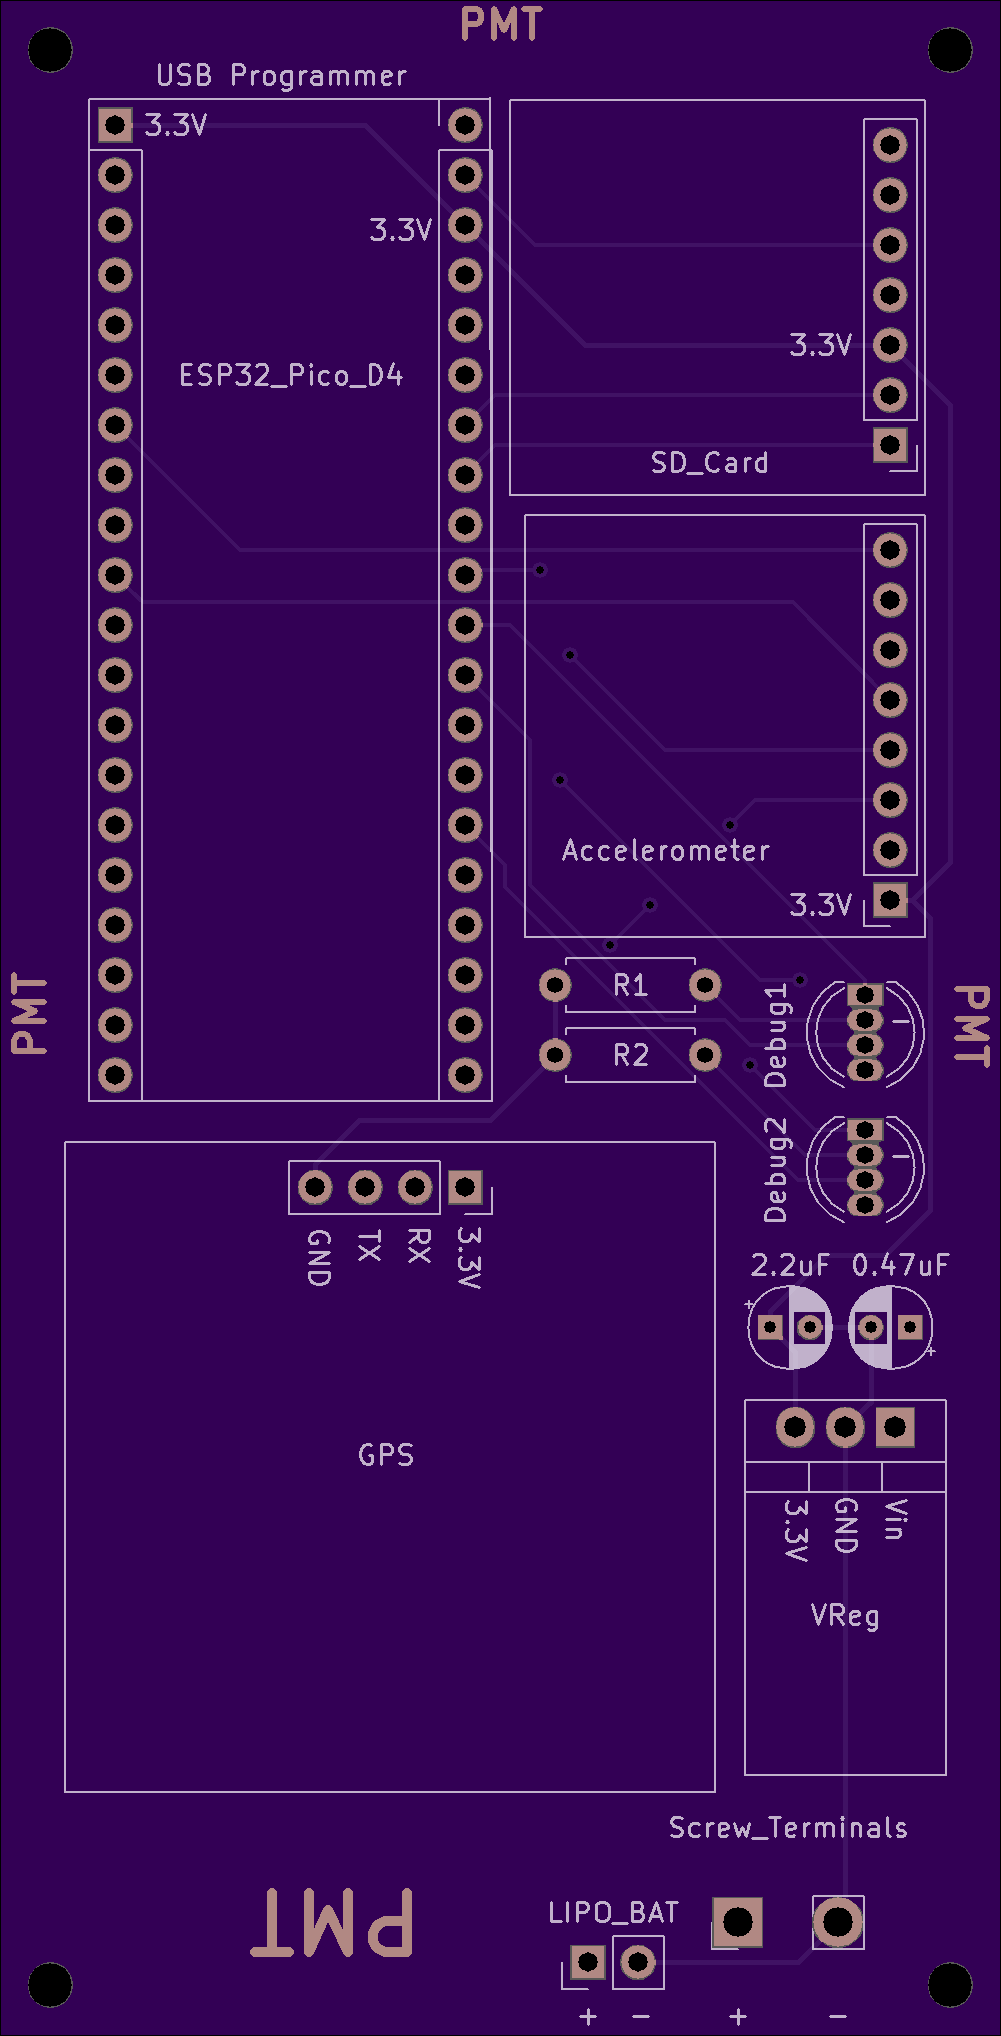 PMT
USB Programmer
3.3V
3.3V
3.3V
ESP32_Pico_D4
SD_Card
Accelerometer
3.3V
PMT
R1
Debug1
PMT
R2
Debug2
GND
TX
RX
3.3V
2.2uF
0.47uF
+
+
GPS
3.3V
GND
Vin
VReg
Screw_Terminals
PMT
LIPO_BAT
+ − + −